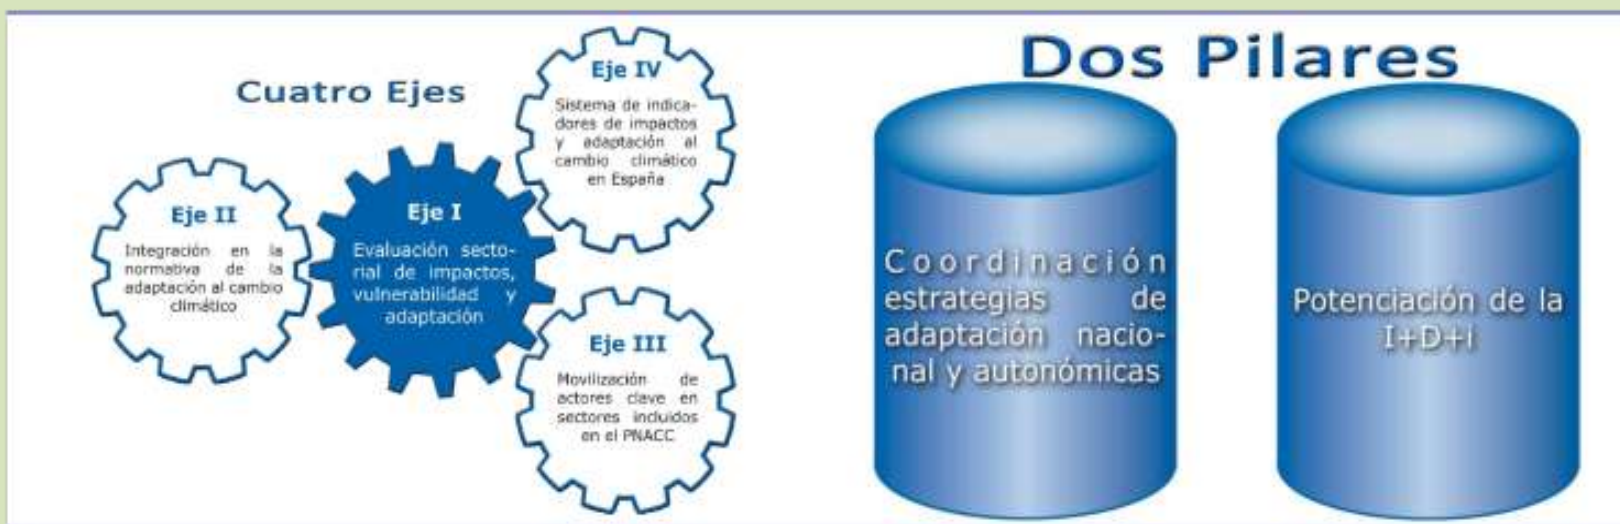 Cuatro Ejes
Eje II
Integración en la
normativa de la
adaptación al cambio
climático
Eje I
Evaluación secto-
rial de impactos,
vulnerabilidad y
adaptación
Eje IV
Sistema de indica-
dores de impactos
y adaptación al
cambio climático
en España
Eje III
Movilización de
actores clave en
sectores incluidos
en el PNACC
Dos Pilares
Coordinación
estrategias de
adaptación nacio-
nal y autonómicas
Potenciación de la
I+D+i